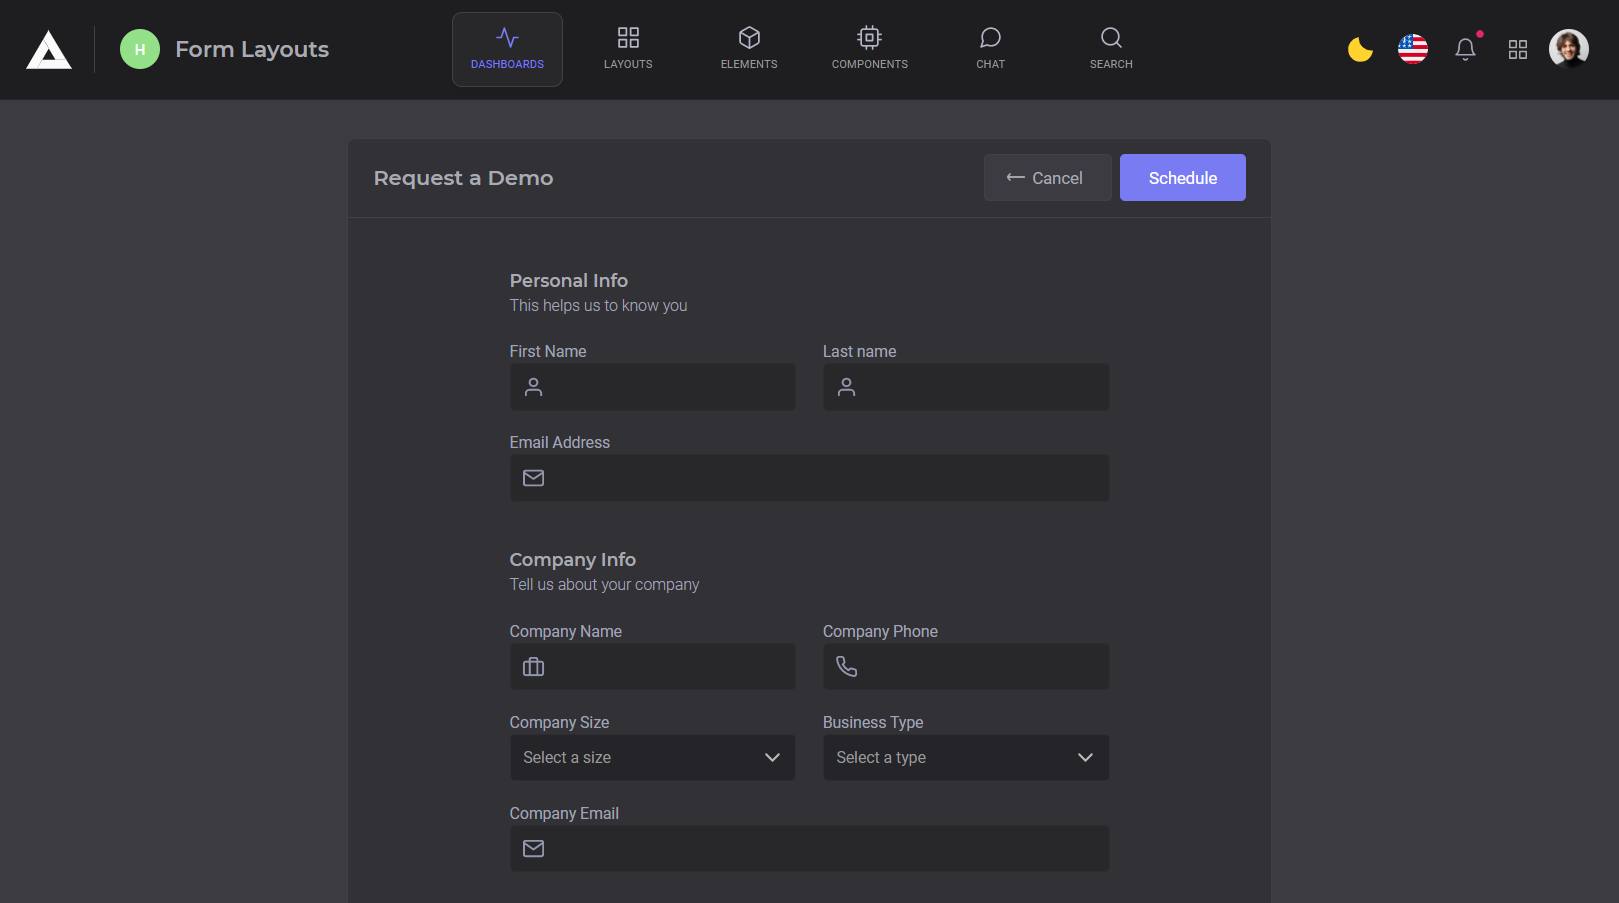 H
Form Layouts
DASHBOARDS
LAYOUTS
ELEMENTS
COMPONENTS
CHAT
SEARCH
Request a Demo
Cancel
Schedule
Personal Info
This helps us to know you
First Name
Last name
Email Address
Company Info
Tell us about your company
Company Name
Company Phone
Company Size
Business Type
Select a size
Select a type
Company Email